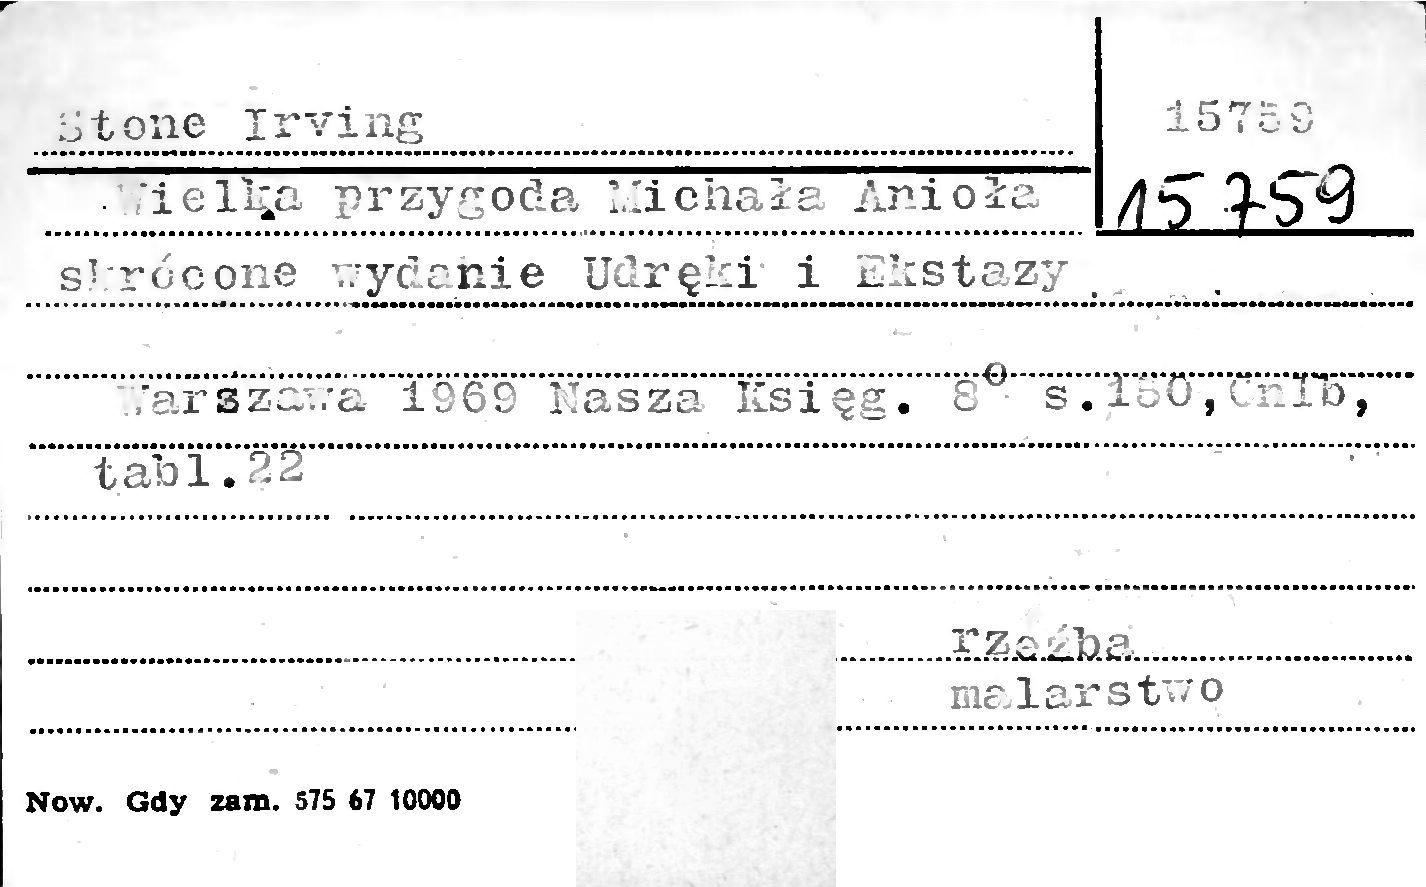 Stone Irving
15759
15759
Wielka przygoda Michała Anioła
skrócone wydanie Udręki i Ekstazy
Warszawa 1969 Nasza Księg. 8° s.150, nlb,
tabl.22
rzeźba
malarstwo
Now. Gdy zam. 575 67 10000